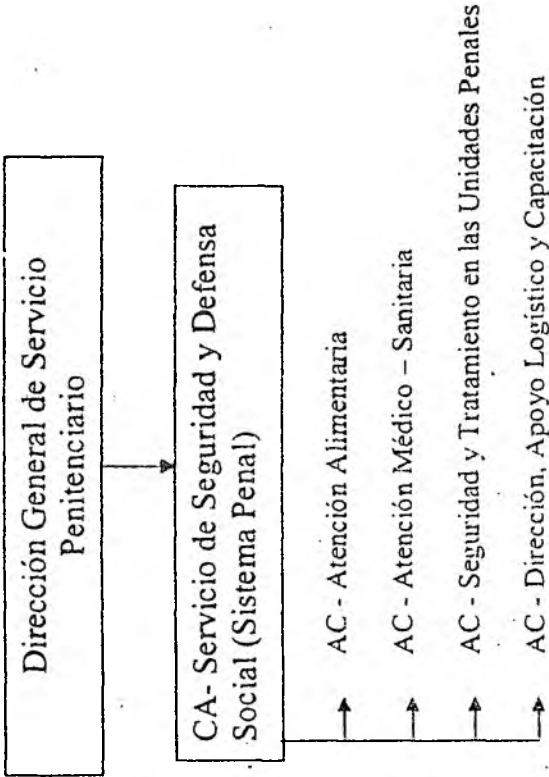 Dirección General de Servicio
Penitenciario
CA- Servicio de Seguridad y Defensa
Social (Sistema Penal)
AC - Atención Alimentaria
AC - Atención Médico – Sanitaria
AC - Seguridad y Tratamiento en las Unidades Penales
AC - Dirección, Apoyo Logístico y Capacitación